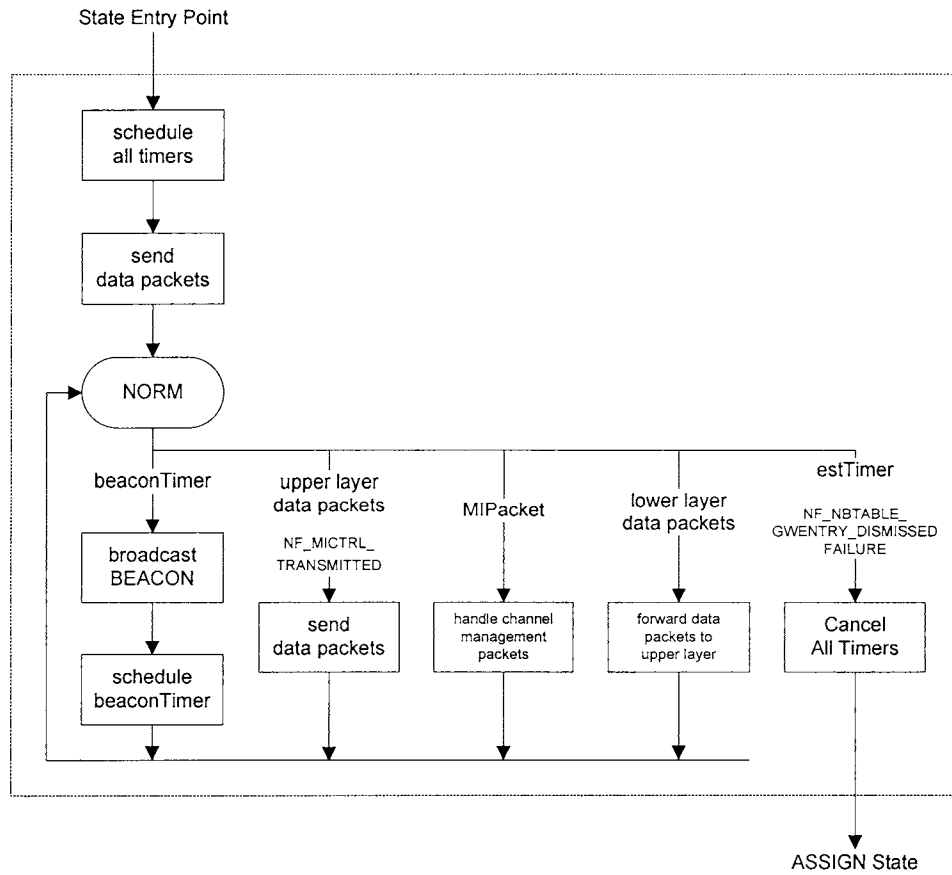 State Entry Point
schedule
all timers
send
data packets
NORM
beaconTimer
upper layer
data packets
NF_MICTRL_
TRANSMITTED
MIPacket
lower layer
data packets
estTimer
NF_NBTABLE_
GWENTRY_DISMISSED
FAILURE
broadcast
BEACON
send
data packets
handle channel
management
packets
forward data
packets to
upper layer
Cancel
All Timers
schedule
beaconTimer
ASSIGN State